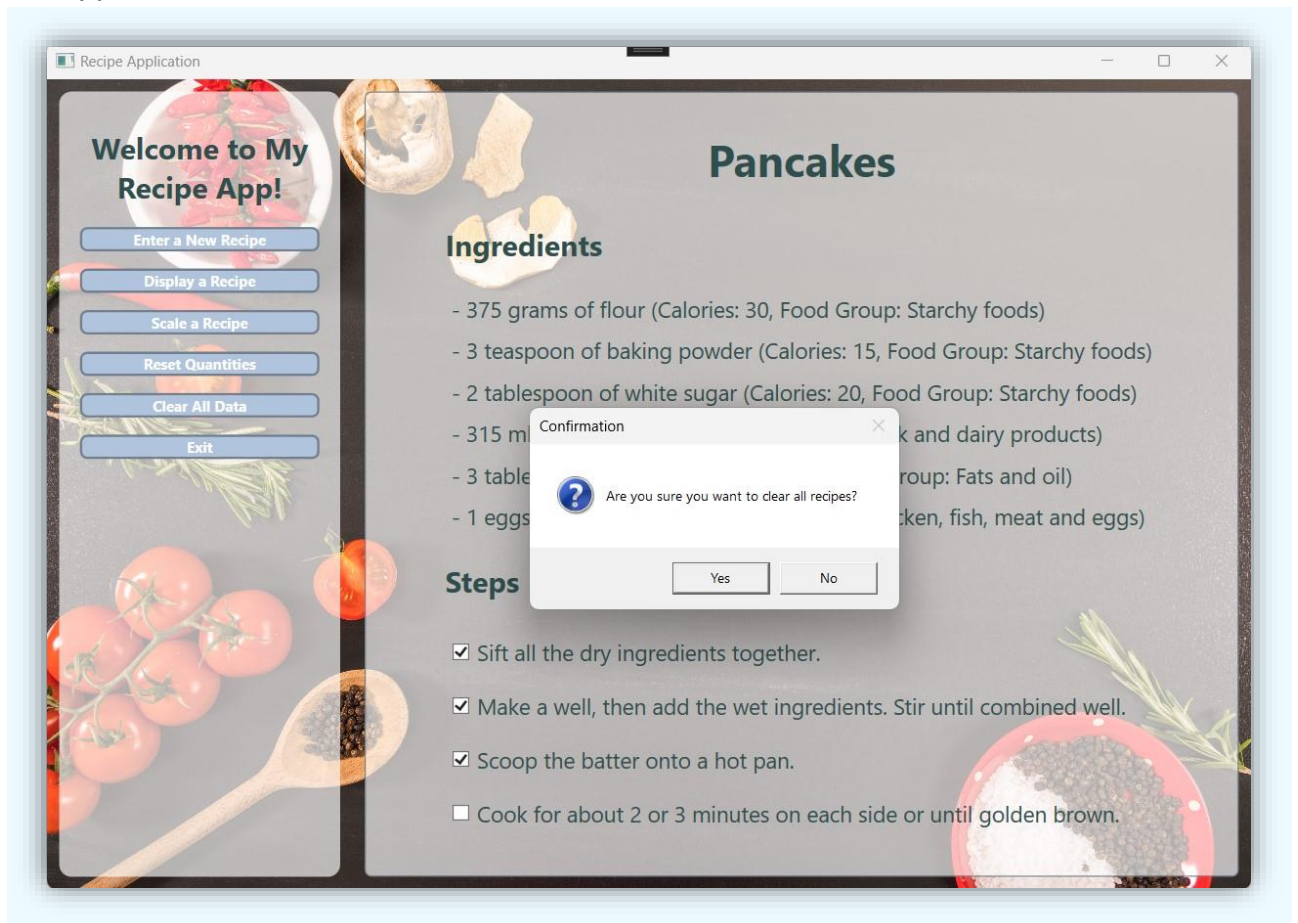 Recipe Application
Welcome to My
Recipe App!
Enter a New Recipe
Display a Recipe
Scale a Recipe
Reset Quantities
Clear All Data
Exit
Pancakes
Ingredients
- 375 grams of flour (Calories: 30, Food Group: Starchy foods)
- 3 teaspoon of baking powder (Calories: 15, Food Group: Starchy foods)
- 2 tablespoon of white sugar (Calories: 20, Food Group: Starchy foods)
- 315 and dairy products)
- 3 Fats and oil)
- 1 eggs fish, meat and eggs)
Confirmation
Are you sure you want to clear all recipes?
Yes No
Steps
Sift all the dry ingredients together.
Make a well, then add the wet ingredients. Stir until combined well.
Scoop the batter onto a hot pan.
Cook for about 2 or 3 minutes on each side or until golden brown.